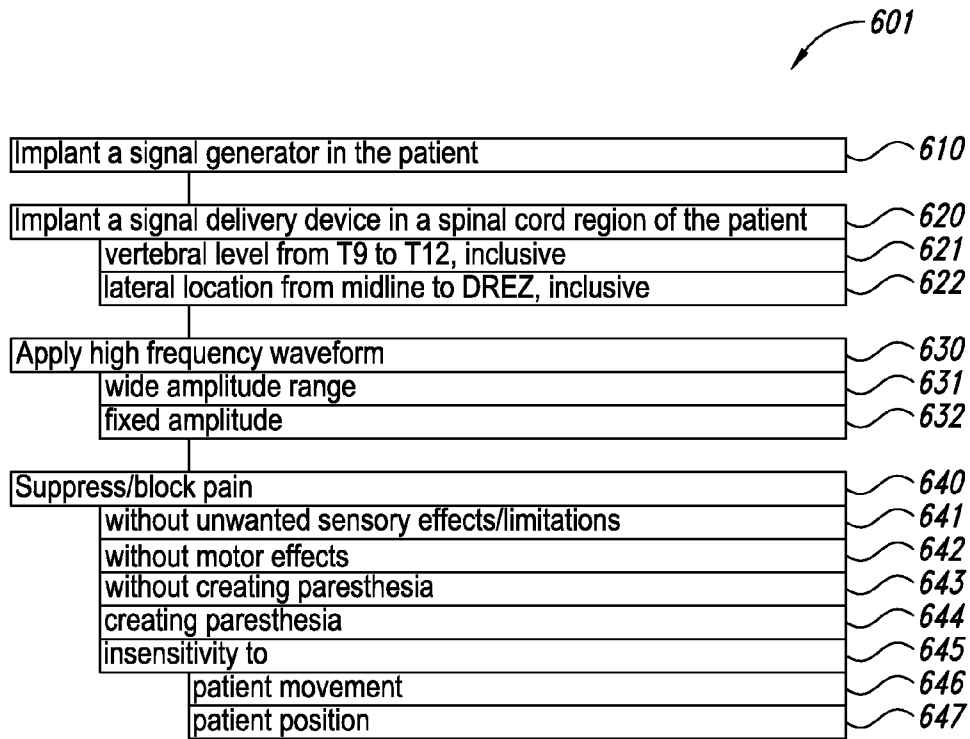 601
Implant a signal generator in the patient 610
Implant a signal delivery device in a spinal cord region of the patient 620
vertebral level from T9 to T12, inclusive 621
lateral location from midline to DREZ, inclusive 622
Apply high frequency waveform 630
wide amplitude range 631
fixed amplitude 632
Suppress/block pain 640
without unwanted sensory effects/limitations 641
without motor effects 642
without creating paresthesia 643
creating paresthesia 644
insensitivity to 645
patient movement 646
patient position 647